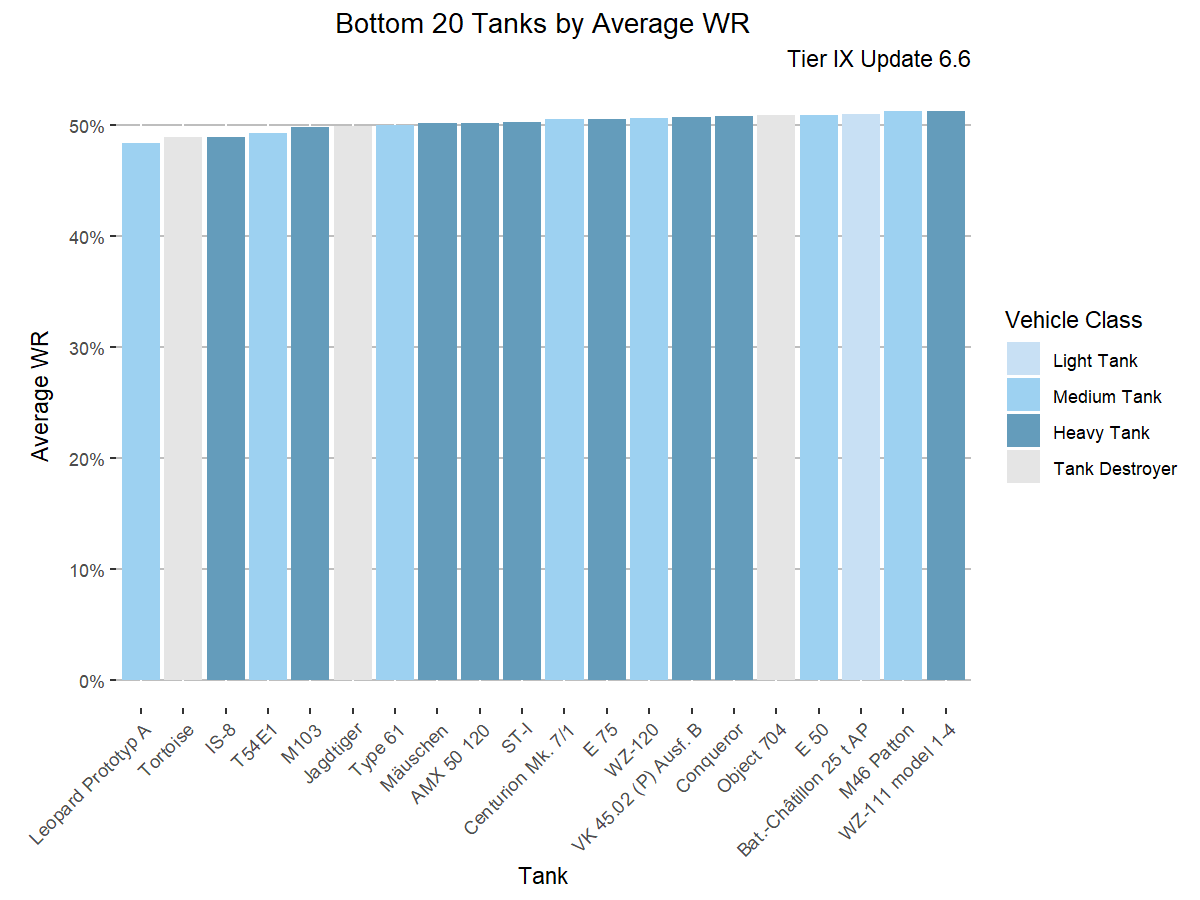 Bottom 20 Tanks by Average WR
Tier IX Update 6.6
Average WR
50%
40%
30%
20%
10%
0%
Leopard Prototyp A
Tortoise
IS-8
T54E1
M103
Jagdtiger
Type 61
Mäuschen
AMX 50 120
ST-I
Centurion Mk. 7/1
E 75
WZ-120
VK 45.02 (P) Ausf. B
Conqueror
Object 704
E 50
Bat.-Châtillon 25 t AP
M46 Patton
WZ-111 model 1-4
Tank
Vehicle Class
Light Tank
Medium Tank
Heavy Tank
Tank Destroyer